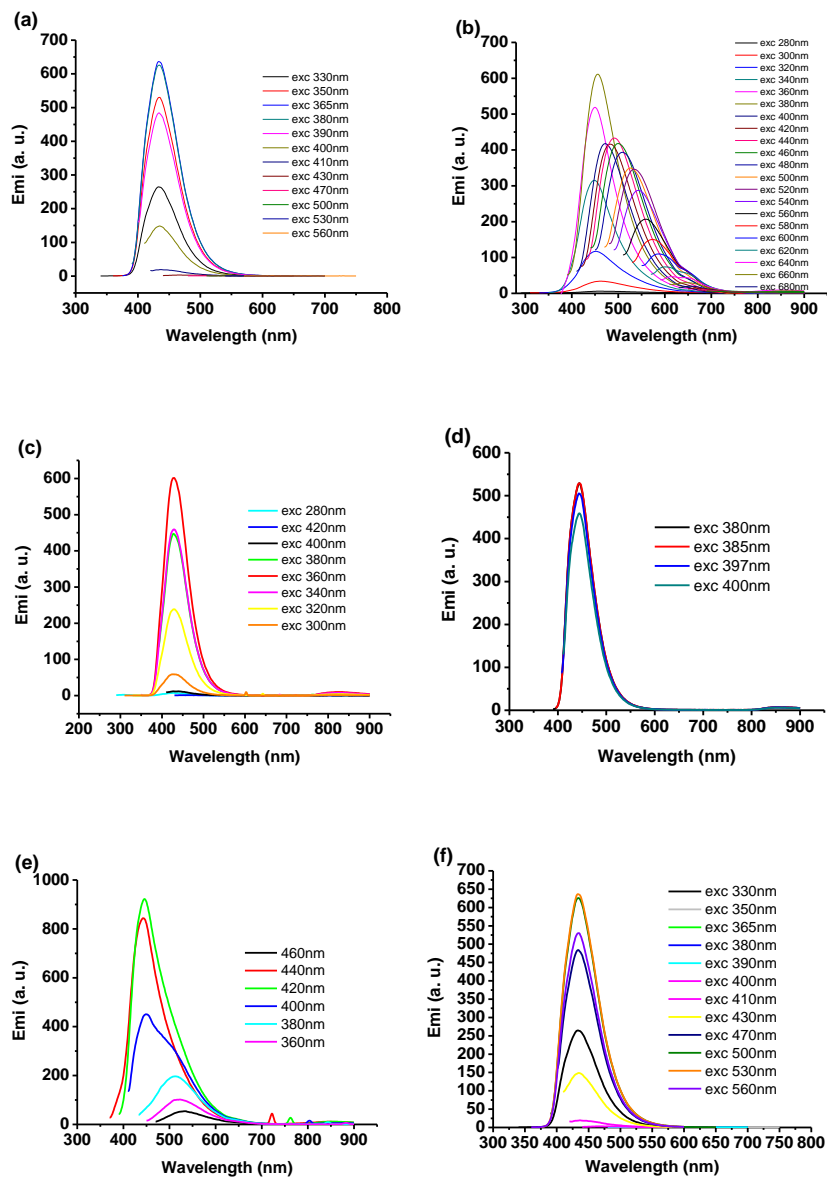 (a)
700
600
500
400
300
200
100
0
Emi (a. u.)
300 400 500 600 700 800
Wavelength (nm)
exc 330nm
exc 350nm
exc 365nm
exc 380nm
exc 390nm
exc 400nm
exc 410nm
exc 430nm
exc 470nm
exc 500nm
exc 530nm
exc 560nm
(b)
700
600
500
400
300
200
100
0
Emi (a. u.)
300 400 500 600 700 800 900
Wavelength (nm)
exc 280nm
exc 300nm
exc 320nm
exc 340nm
exc 360nm
exc 380nm
exc 400nm
exc 420nm
exc 440nm
exc 460nm
exc 480nm
exc 500nm
exc 520nm
exc 540nm
exc 560nm
exc 580nm
exc 600nm
exc 620nm
exc 640nm
exc 660nm
exc 680nm
(c)
600
500
400
300
200
100
0
Emi (a. u.)
200 300 400 500 600 700 800 900
Wavelength (nm)
exc 280nm
exc 420nm
exc 400nm
exc 380nm
exc 360nm
exc 340nm
exc 320nm
exc 300nm
(d)
600
500
400
300
200
100
0
Emi (a. u.)
300 400 500 600 700 800 900
Wavelength (nm)
exc 380nm
exc 385nm
exc 397nm
exc 400nm
(e)
1000
800
600
400
200
0
Emi (a. u.)
300 400 500 600 700 800 900
Wavelength (nm)
460nm
440nm
420nm
400nm
380nm
360nm
(f)
700
650
600
550
500
450
400
350
300
250
200
150
100
50
0
Emi (a. u.)
300 350 400 450 500 550 600 650 700 750 800
Wavelength (nm)
exc 330nm
exc 350nm
exc 365nm
exc 380nm
exc 390nm
exc 400nm
exc 410nm
exc 430nm
exc 470nm
exc 500nm
exc 530nm
exc 560nm